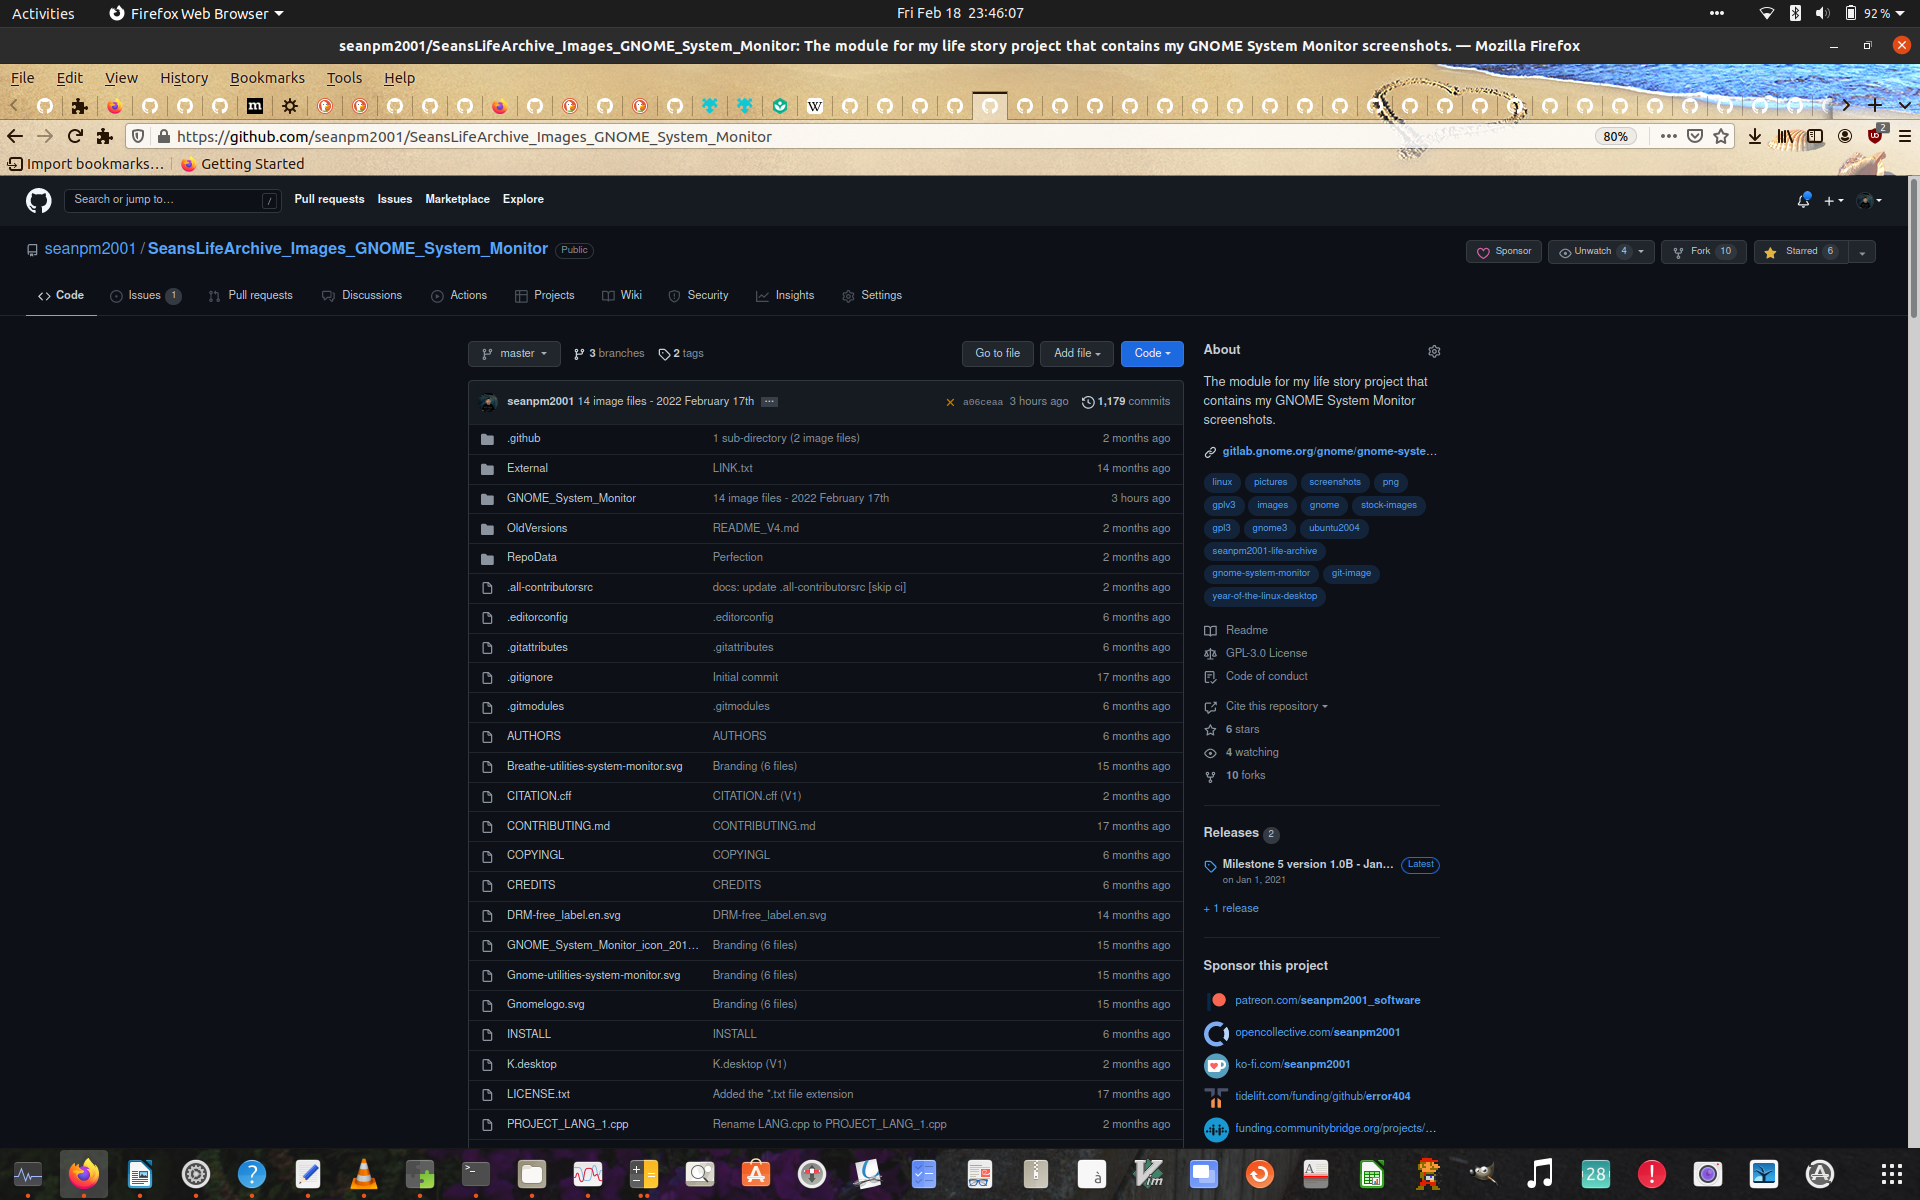 Activities
Firefox Web Browser
Fri Feb 18 23:46:07
92 %
seanpm2001/SeansLifeArchive_Images_GNOME_System_Monitor: The module for my life story project that contains my GNOME System Monitor screenshots. — Mozilla Firefox
File Edit View History Bookmarks Tools Help
https://github.com/seanpm2001/SeansLifeArchive_Images_GNOME_System_Monitor
80%
2
Import bookmarks…
Getting Started
Search or jump to…
/
Pull requests Issues Marketplace Explore
seanpm2001 / SeansLifeArchive_Images_GNOME_System_Monitor Public
Sponsor
Unwatch 4
Fork 10
Starred 6
Code
Issues 1
Pull requests
Discussions
Actions
Projects
Wiki
Security
Insights
Settings
master
3 branches
2 tags
Go to file
Add file
Code
seanpm2001 14 image files - 2022 February 17th
a06ceaa 3 hours ago
1,179 commits
.github 1 sub-directory (2 image files) 2 months ago
External LINK.txt 14 months ago
GNOME_System_Monitor 14 image files - 2022 February 17th 3 hours ago
OldVersions README_V4.md 2 months ago
RepoData Perfection 2 months ago
.all-contributorsrc docs: update .all-contributorsrc [skip ci] 2 months ago
.editorconfig .editorconfig 6 months ago
.gitattributes .gitattributes 6 months ago
.gitignore Initial commit 17 months ago
.gitmodules .gitmodules 6 months ago
AUTHORS AUTHORS 6 months ago
Breathe-utilities-system-monitor.svg Branding (6 files) 15 months ago
CITATION.cff CITATION.cff (V1) 2 months ago
CONTRIBUTING.md CONTRIBUTING.md 17 months ago
COPYINGL COPYINGL 6 months ago
CREDITS CREDITS 6 months ago
DRM-free_label.en.svg DRM-free_label.en.svg 14 months ago
GNOME_System_Monitor_icon_201… Branding (6 files) 15 months ago
Gnome-utilities-system-monitor.svg Branding (6 files) 15 months ago
Gnomelogo.svg Branding (6 files) 15 months ago
INSTALL INSTALL 6 months ago
K.desktop K.desktop (V1) 2 months ago
LICENSE.txt Added the *.txt file extension 17 months ago
PROJECT_LANG_1.cpp Rename LANG.cpp to PROJECT_LANG_1.cpp 2 months ago
About
The module for my life story project that
contains my GNOME System Monitor
screenshots.
gitlab.gnome.org/gnome/gnome-syste…
linux pictures screenshots png
gplv3 images gnome stock-images
gpl3 gnome3 ubuntu2004
seanpm2001-life-archive
gnome-system-monitor git-image
year-of-the-linux-desktop
Readme
GPL-3.0 License
Code of conduct
Cite this repository
6 stars
4 watching
10 forks
Releases 2
Milestone 5 version 1.0B - Jan… Latest
on Jan 1, 2021
+ 1 release
Sponsor this project
patreon.com/seanpm2001_software
opencollective.com/seanpm2001
ko-fi.com/seanpm2001
tidelift.com/funding/github/error404
funding.communitybridge.org/projects/…
28